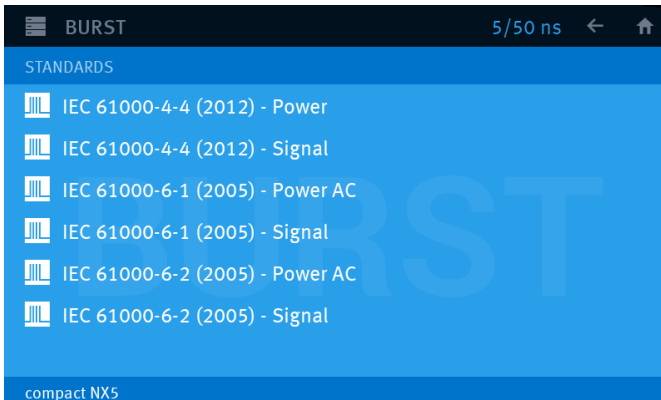 BURST 5/50 ns
STANDARDS
IEC 61000-4-4 (2012) - Power
IEC 61000-4-4 (2012) - Signal
IEC 61000-6-1 (2005) - Power AC
IEC 61000-6-1 (2005) - Signal
IEC 61000-6-2 (2005) - Power AC
IEC 61000-6-2 (2005) - Signal
BURST
compact NX5